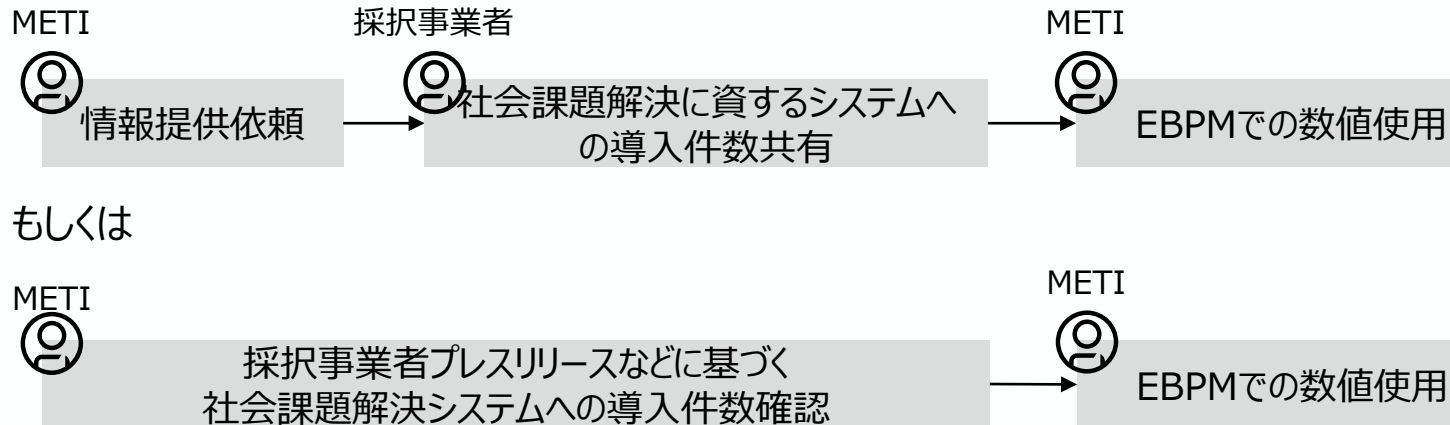 METI
採択事業者
METI
情報提供依頼
社会課題解決に資するシステムへ
の導入件数共有
EBPMでの数値使用
もしくは
METI
METI
採択事業者プレスリリースなどに基づく
社会課題解決システムへの導入件数確認
EBPMでの数値使用